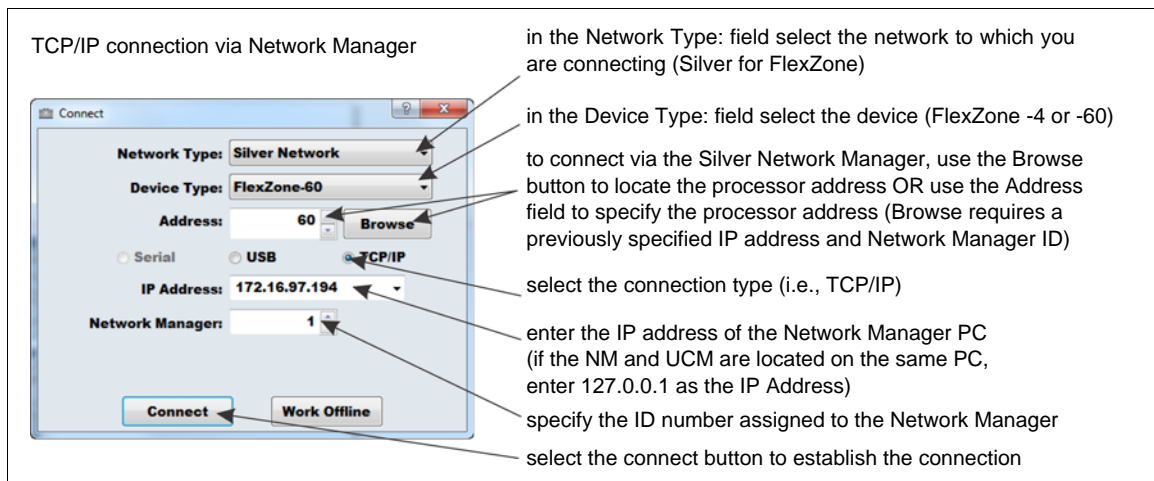 TCP/IP connection via Network Manager
in the Network Type: field select the network to which you
are connecting (Silver for FlexZone)
in the Device Type: field select the device (FlexZone -4 or -60)
to connect via the Silver Network Manager, use the Browse
button to locate the processor address OR use the Address
field to specify the processor address (Browse requires a
previously specified IP address and Network Manager ID)
select the connection type (i.e., TCP/IP)
enter the IP address of the Network Manager PC
(if the NM and UCM are located on the same PC,
enter 127.0.0.1 as the IP Address)
specify the ID number assigned to the Network Manager
select the connect button to establish the connection
Connect ?
Network Type: Silver Network
Device Type: FlexZone-60
Address: 60 Browse
Serial USB TCP/IP
IP Address: 172.16.97.194
Network Manager: 1
Connect Work Offline